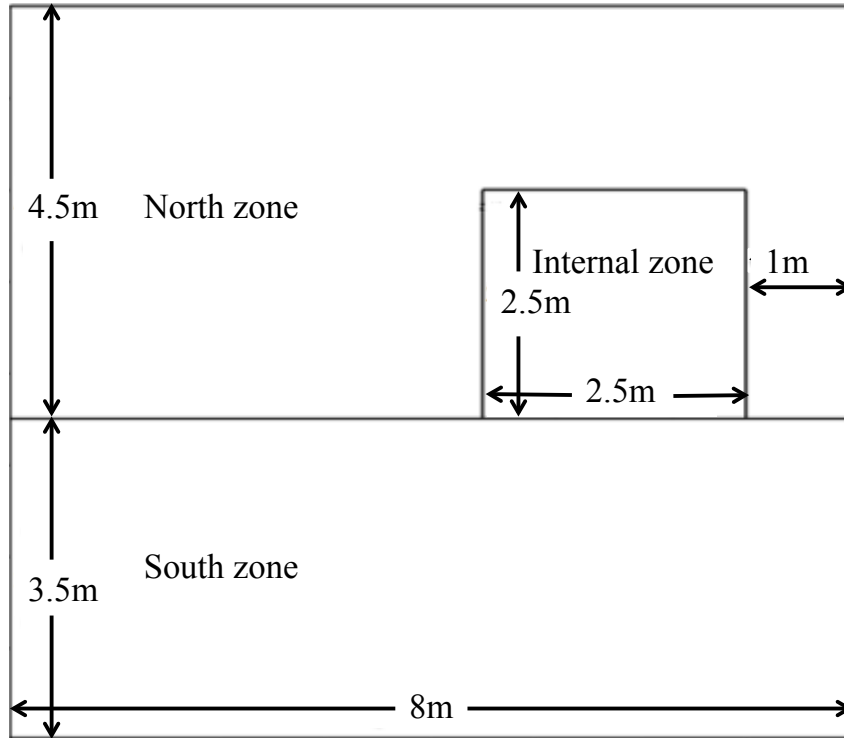 4.5m
North zone
Internal zone
1m
2.5m
2.5m
3.5m
South zone
8m